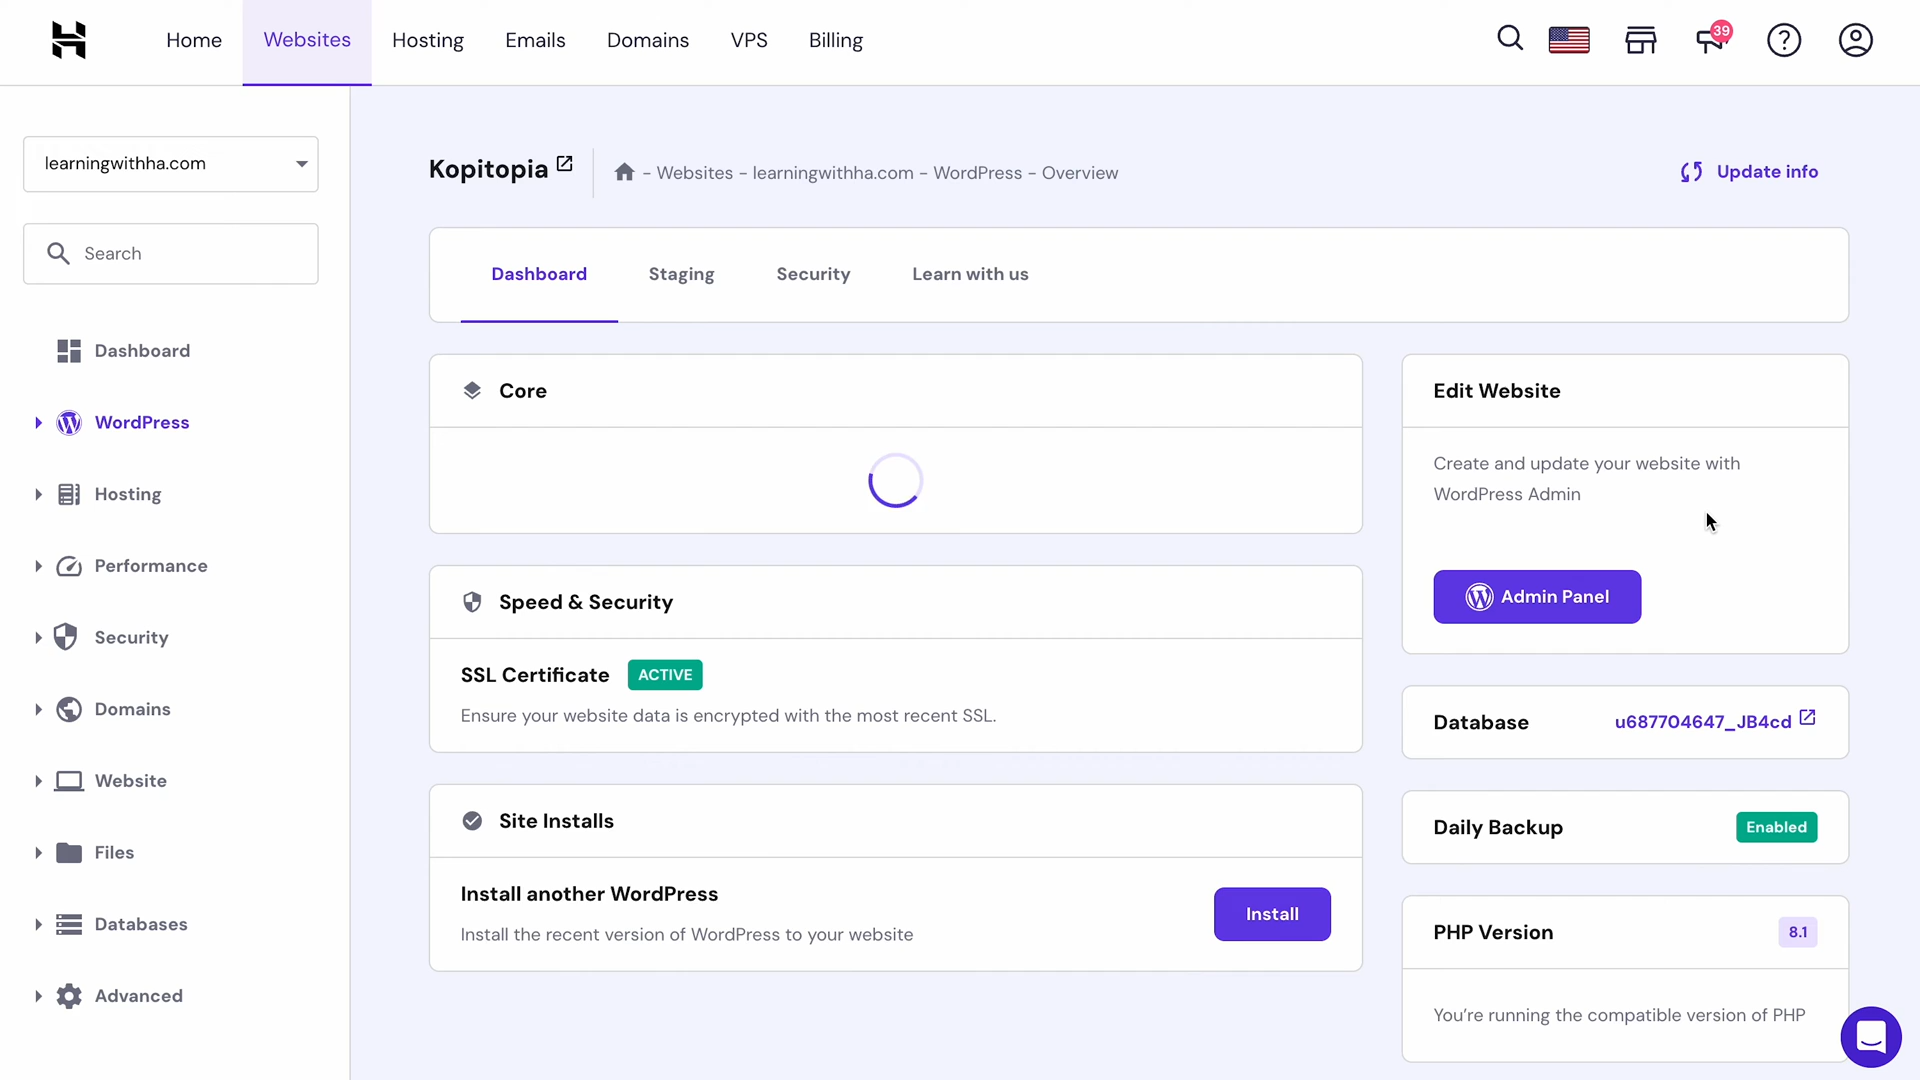 Home
Websites
Hosting
Emails
Domains
VPS
Billing
39
learningwithha.com
Search
Dashboard
WordPress
Hosting
Performance
Security
Domains
Website
Files
Databases
Advanced
Kopitopia
- Websites - learningwithha.com - WordPress - Overview
Update info
Dashboard
Staging
Security
Learn with us
Core
Speed & Security
SSL Certificate ACTIVE
Ensure your website data is encrypted with the most recent SSL.
Site Installs
Install another WordPress
Install the recent version of WordPress to your website
Install
Edit Website
Create and update your website with
WordPress Admin
Admin Panel
Database u687704647_JB4cd
Daily Backup Enabled
PHP Version 8.1
You're running the compatible version of PHP